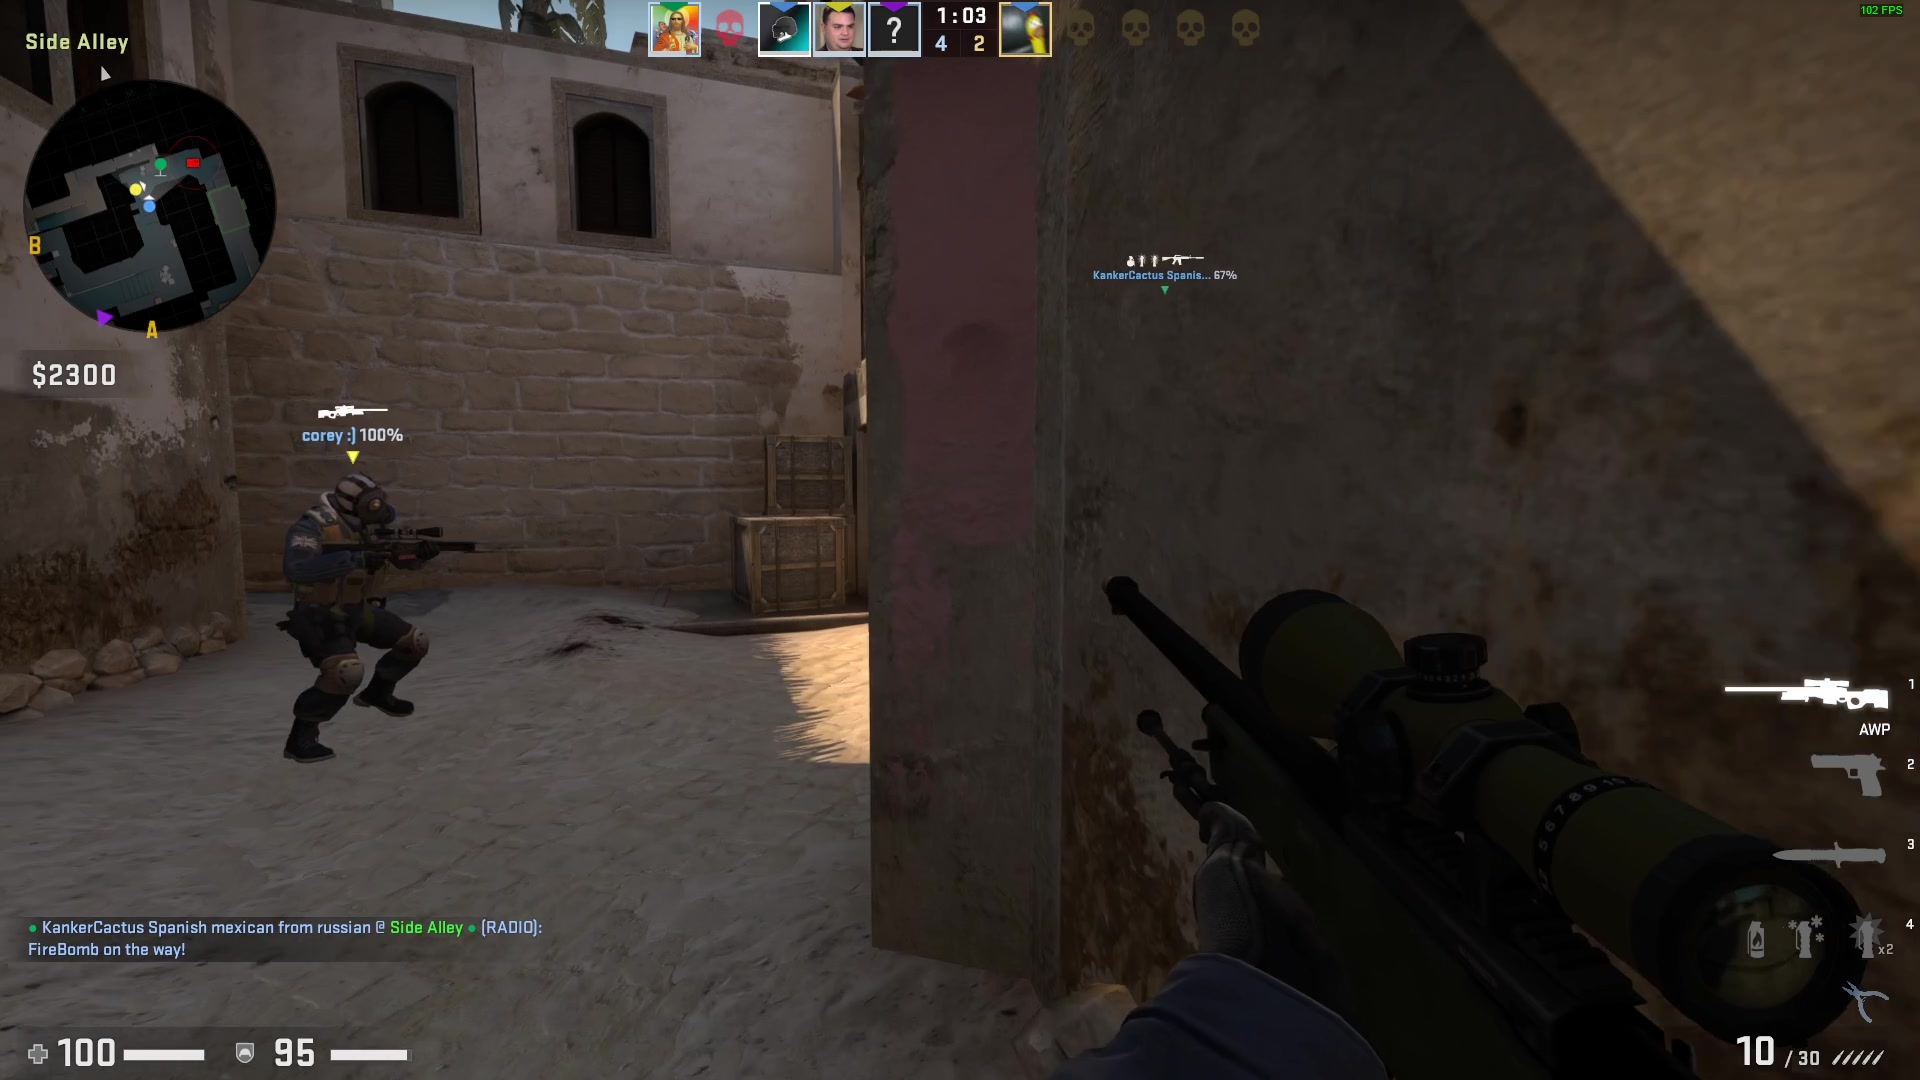 102 FPS
Side Alley
1:03
4 2
?
B
A
$2300
KankerCactus Spanis... 67%
corey :) 100%
1
AWP
2
3
4
x2
● KankerCactus Spanish mexican from russian @ Side Alley ● (RADIO):
FireBomb on the way!
100
95
10 / 30